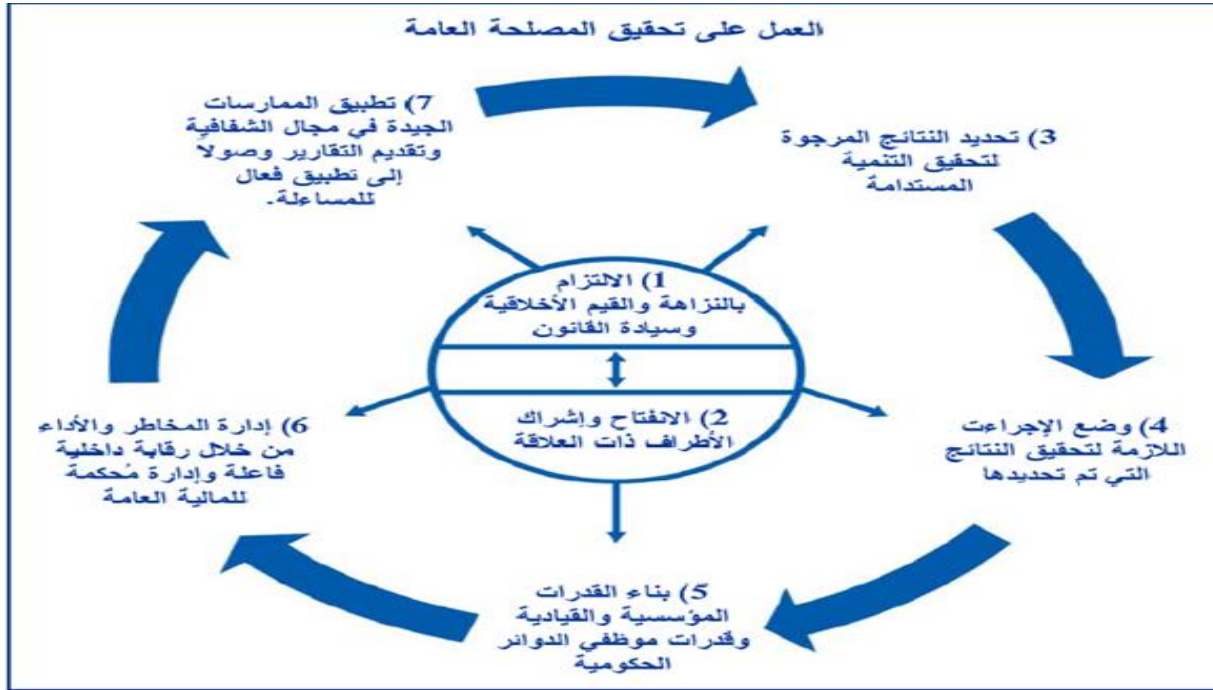 العمل على تحقيق المصلحة العامة
1) الالتزام
بالنزاهة والقيم الأخلاقية
وسيادة القانون
2) الانفتاح وإشراك
الأطراف ذات العلاقة
3) تحديد النتائج المرجوة
لتحقيق التنمية
المستدامة
4) وضع الإجراءت
اللازمة لتحقيق النتائج
التي تم تحديدها
5) بناء القدرات
المؤسسية والقيادية
وقدرات موظفي الدوائر
الحكومية
6) إدارة المخاطر والأداء
من خلال رقابة داخلية
فاعلة وإدارة مُحكمة
للمالية العامة
7) تطبيق الممارسات
الجيدة في مجال الشفافية
وتقديم التقارير وصولاً
إلى تطبيق فعال
للمساءلة.